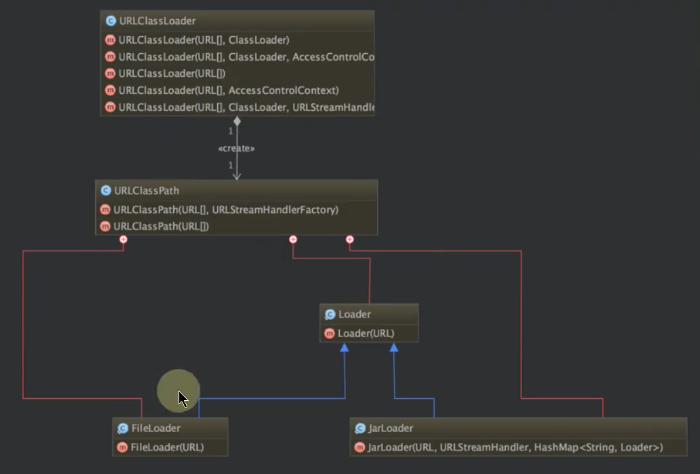 URLClassLoader
URLClassLoader(URL[], ClassLoader)
URLClassLoader(URL[], ClassLoader, AccessControlCo
URLClassLoader(URL[])
URLClassLoader(URL[], AccessControlContext)
URLClassLoader(URL[], ClassLoader, URLStreamHandle
1
«create»
1
URLClassPath
URLClassPath(URL[], URLStreamHandlerFactory)
URLClassPath(URL[])
Loader
Loader(URL)
FileLoader
FileLoader(URL)
JarLoader
JarLoader(URL, URLStreamHandler, HashMap<String, Loader>)